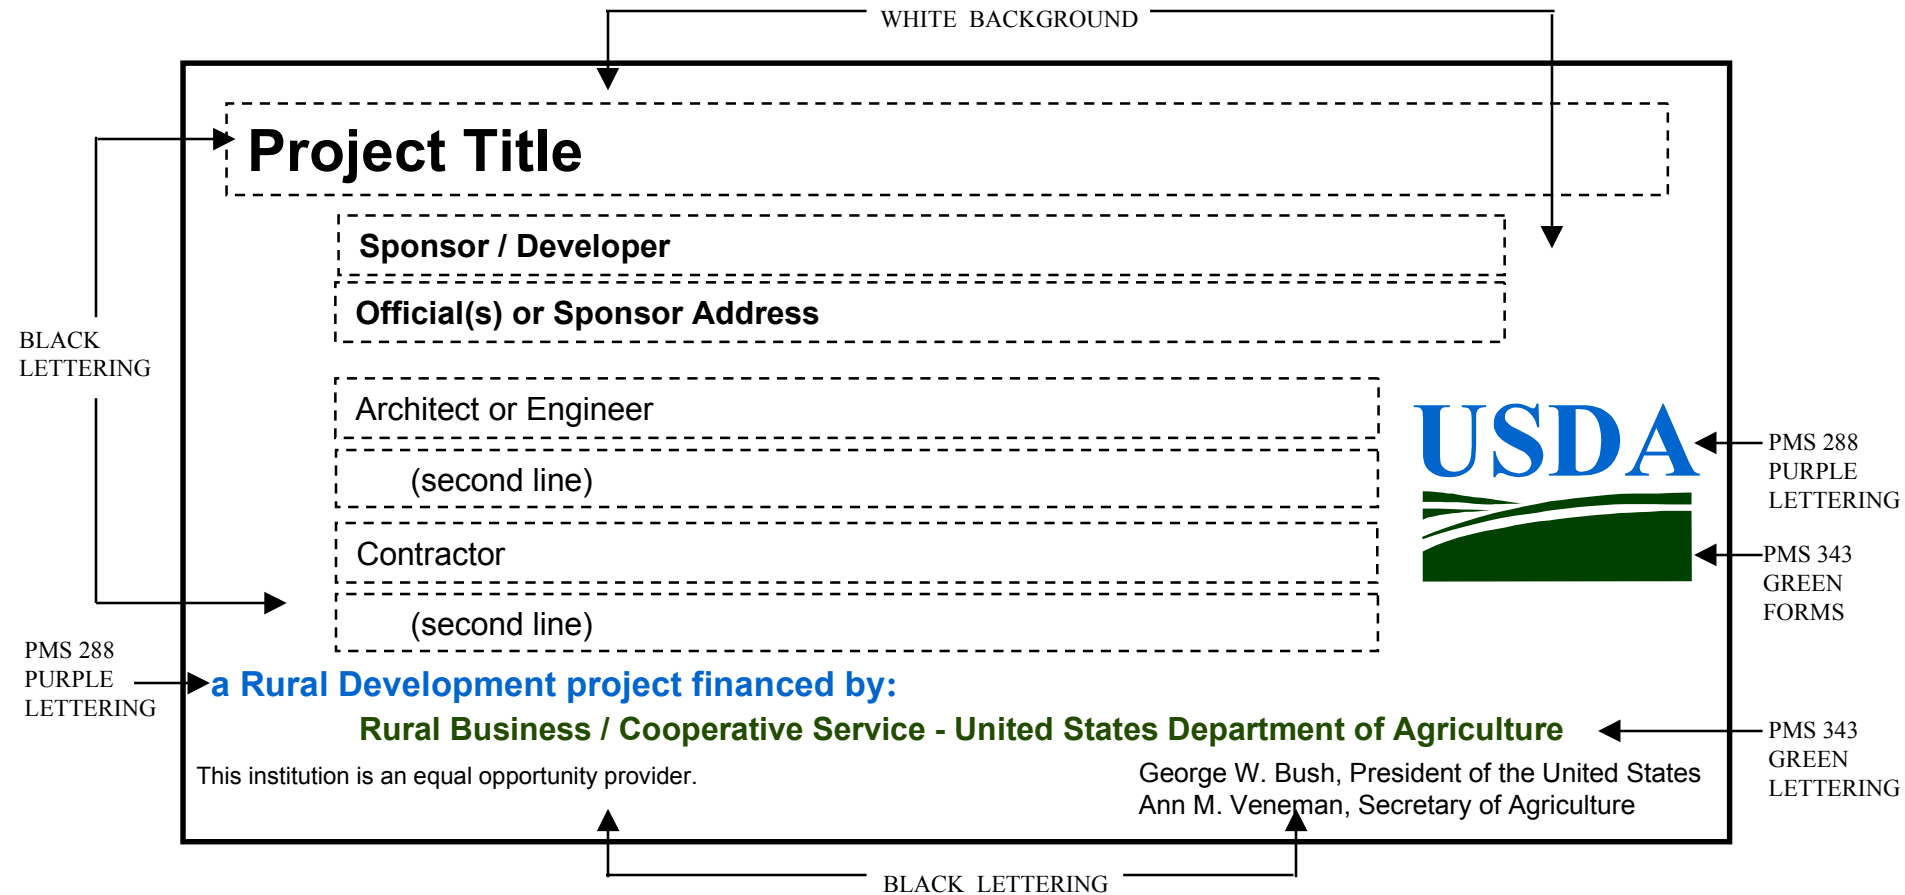 WHITE BACKGROUND
Project Title
Sponsor / Developer
Official(s) or Sponsor Address
BLACK
LETTERING
Architect or Engineer
(second line)
Contractor
(second line)
USDA
PMS 288
PURPLE
LETTERING
PMS 343
GREEN
FORMS
PMS 288
PURPLE
LETTERING
a Rural Development project financed by:
Rural Business / Cooperative Service - United States Department of Agriculture
PMS 343
GREEN
LETTERING
This institution is an equal opportunity provider.
George W. Bush, President of the United States
Ann M. Veneman, Secretary of Agriculture
BLACK LETTERING